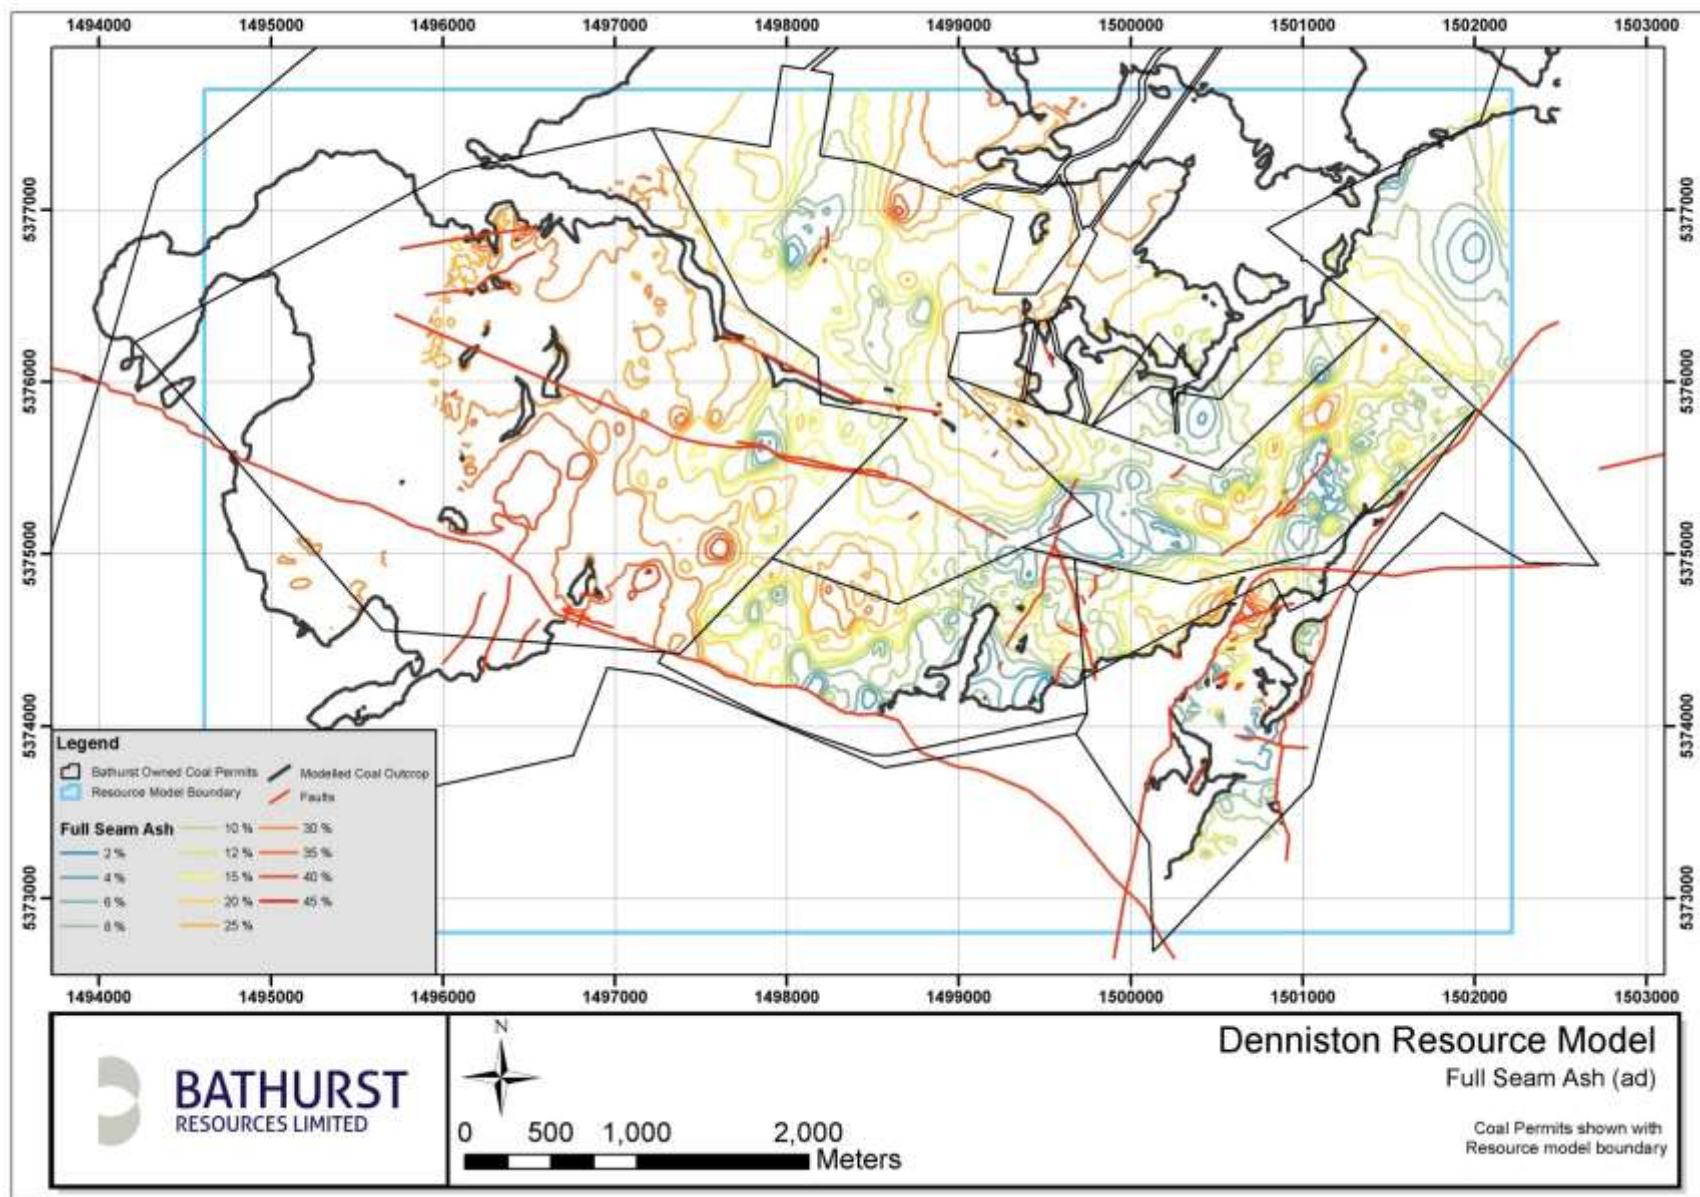 1494000 1495000 1496000 1497000 1498000 1499000 1500000 1501000 1502000 1503000
5377000 5377000
5376000 5376000
5375000 5375000
5374000 5374000
5373000 5373000
Legend
Bathurst Owned Coal Permits Modelled Coal Outcrop
Resource Model Boundary Faults
Full Seam Ash 10 % 30 %
2 % 12 % 35 %
4 % 15 % 40 %
6 % 20 % 45 %
8 % 25 %
1494000 1495000 1496000 1497000 1498000 1499000 1500000 1501000 1502000 1503000
BATHURST
RESOURCES LIMITED
N
0 500 1,000 2,000
Meters
Denniston Resource Model
Full Seam Ash (ad)
Coal Permits shown with
Resource model boundary